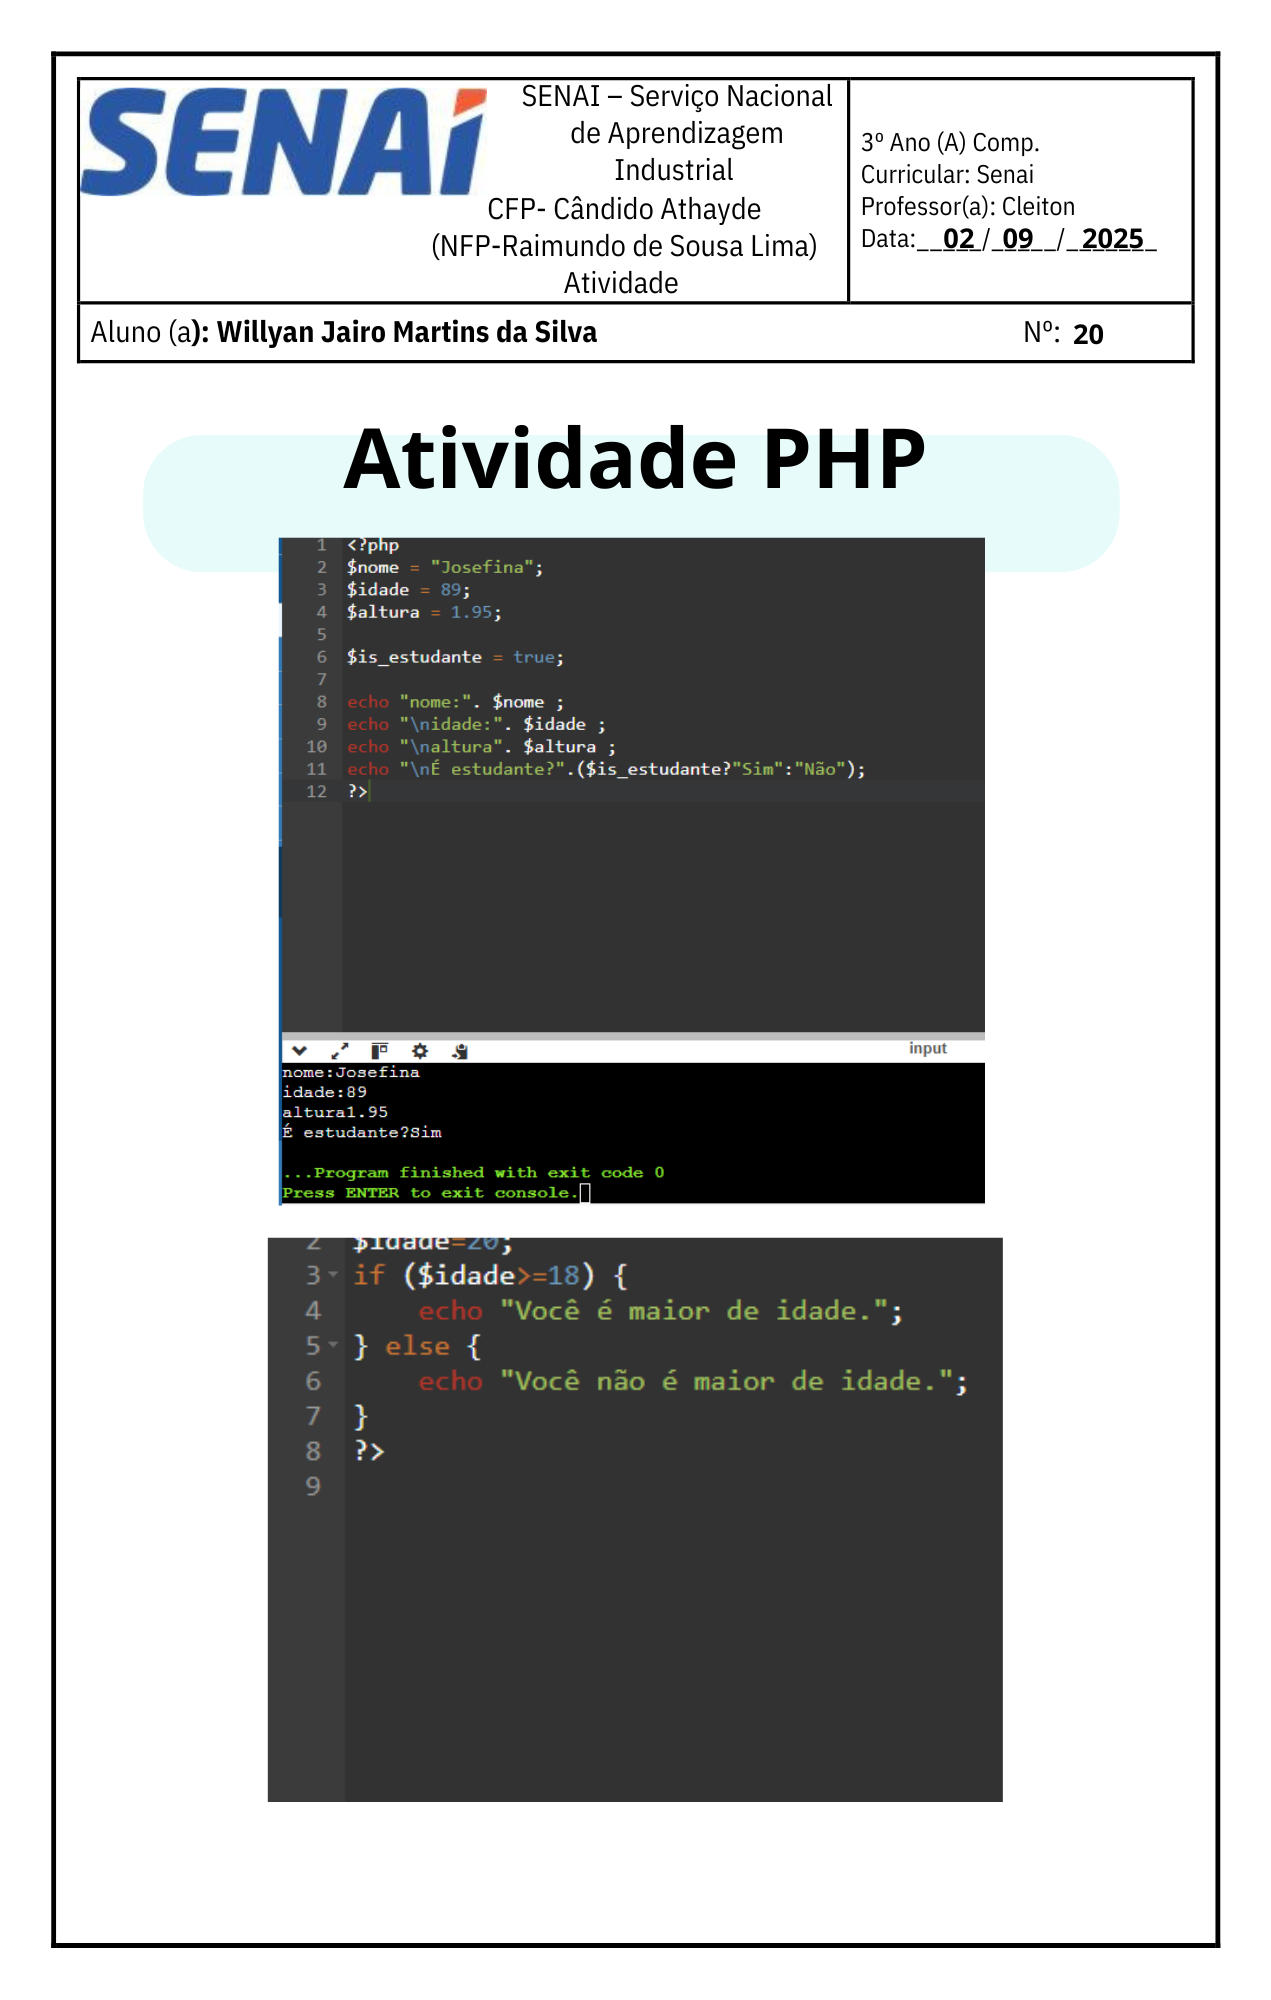 SENAI
SENAI – Serviço Nacional
de Aprendizagem
Industrial
CFP- Cândido Athayde
(NFP-Raimundo de Sousa Lima)
Atividade
3º Ano (A) Comp.
Curricular: Senai
Professor(a): Cleiton
Data:__02_/_09__/_2025_
Aluno (a): Willyan Jairo Martins da Silva Nº: 20
Atividade PHP
1 <?php
2 $nome = "Josefina";
3 $idade = 89;
4 $altura = 1.95;
5
6 $is_estudante = true;
7
8 echo "nome:". $nome ;
9 echo "\nidade:". $idade ;
10 echo "\naltura". $altura ;
11 echo "\nÉ estudante?".($is_estudante?"Sim":"Não");
12 ?>
input
nome:Josefina
idade:89
altura1.95
É estudante?Sim
...Program finished with exit code 0
Press ENTER to exit console.
2 $idade=20;
3 if ($idade>=18) {
4 echo "Você é maior de idade.";
5 } else {
6 echo "Você não é maior de idade.";
7 }
8 ?>
9